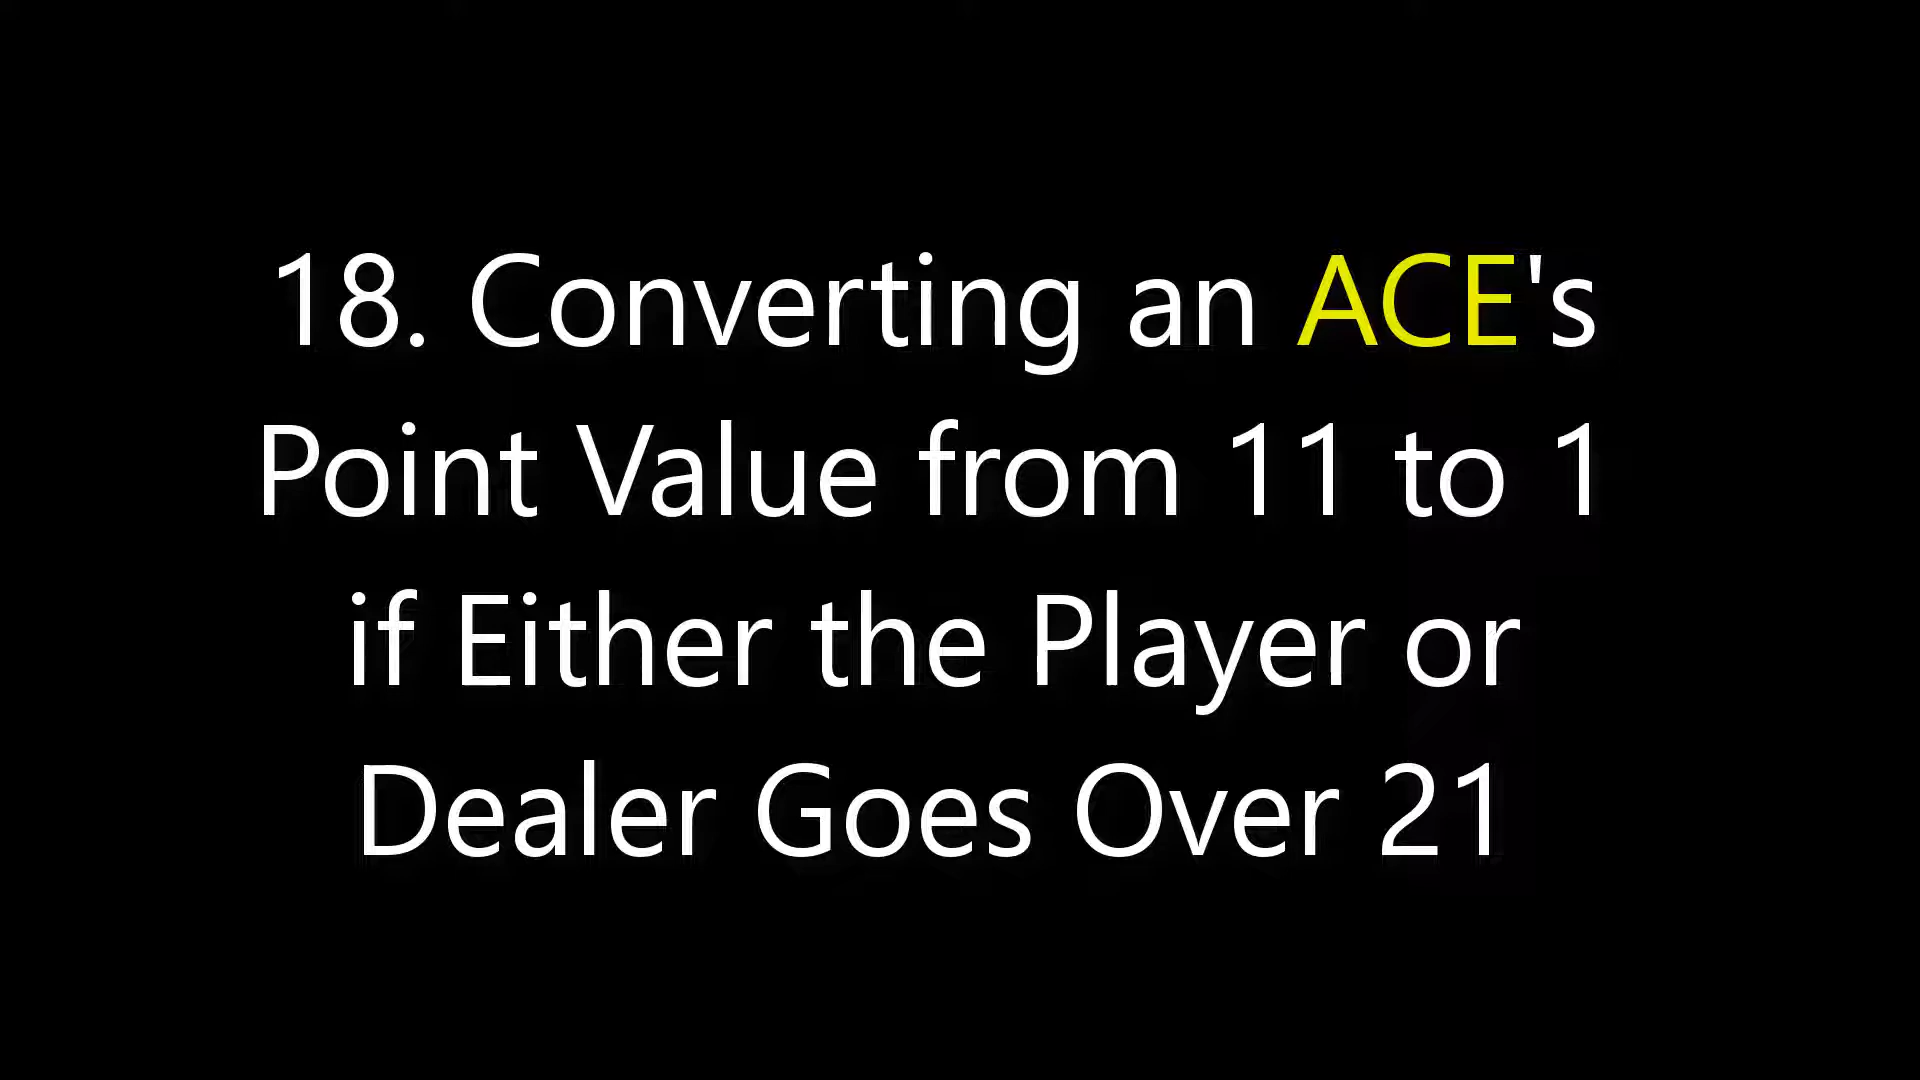 18. Converting an ACE's
Point Value from 11 to 1
if Either the Player or
Dealer Goes Over 21